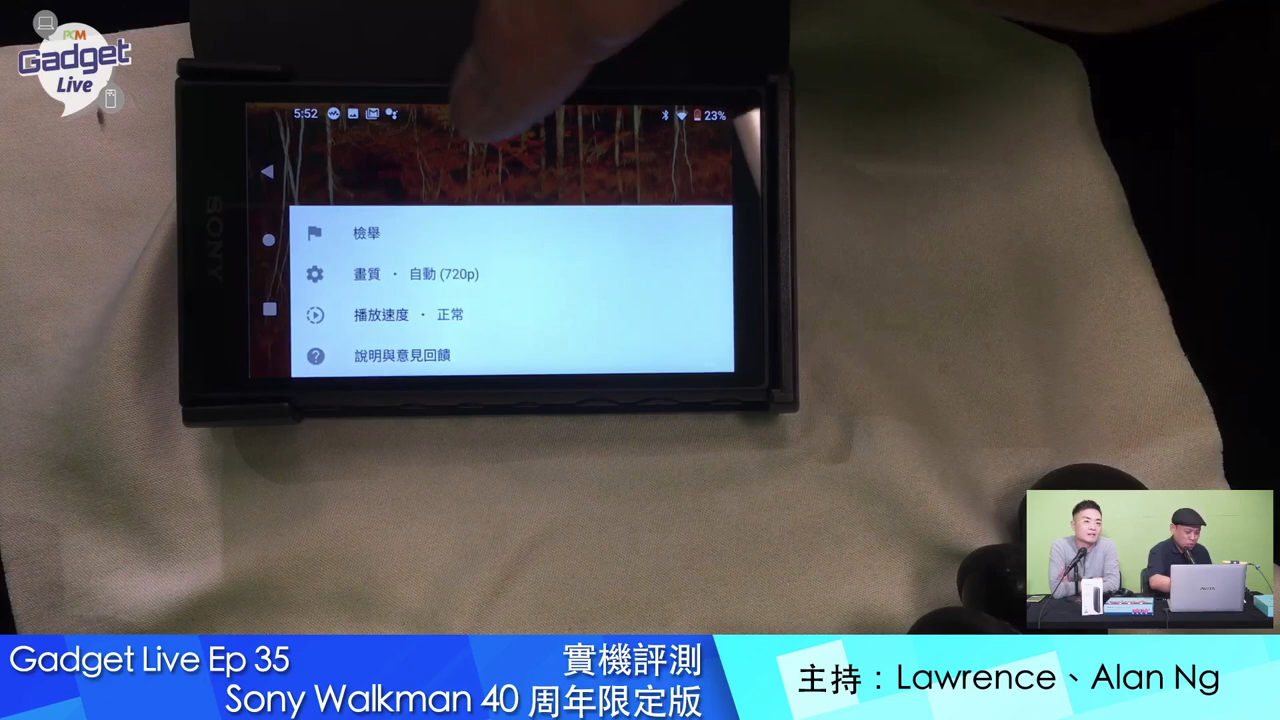 PCM
Gadget
Live
5:52
23%
SONY
檢舉
畫質 · 自動 (720p)
播放速度 · 正常
說明與意見回饋
Gadget Live Ep 35
實機評測
Sony Walkman 40 周年限定版
主持：Lawrence、Alan Ng